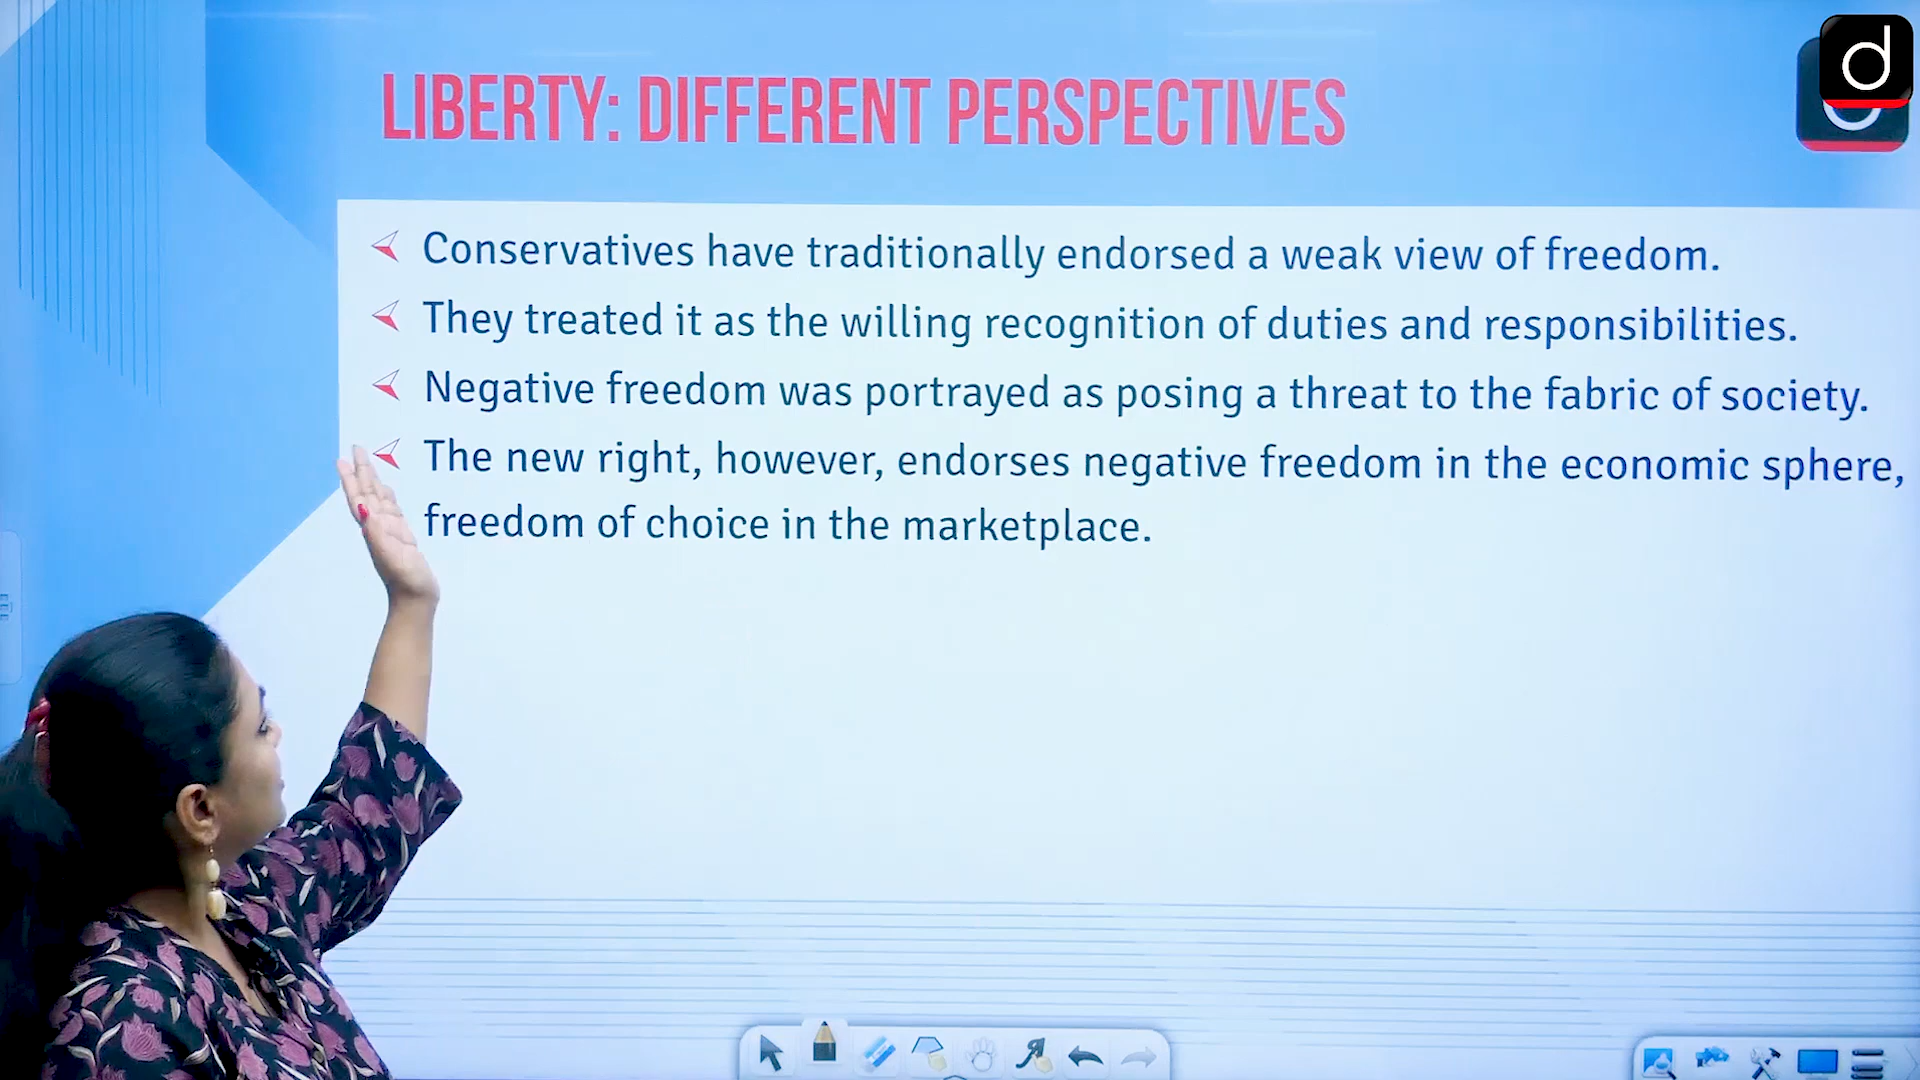 LIBERTY: DIFFERENT PERSPECTIVES
Conservatives have traditionally endorsed a weak view of freedom.
They treated it as the willing recognition of duties and responsibilities.
Negative freedom was portrayed as posing a threat to the fabric of society.
The new right, however, endorses negative freedom in the economic sphere,
freedom of choice in the marketplace.
d